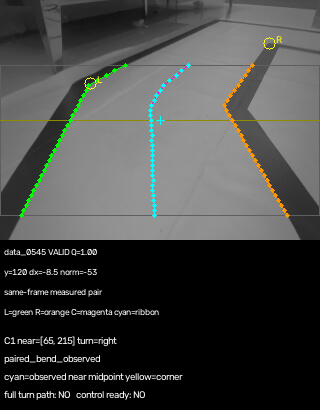 L
R
data_0545 VALID Q=1.00
y=120 dx=-8.5 norm=-53
same-frame measured pair
L=green R=orange C=magenta cyan=ribbon
C1 near=[65, 215] turn=right
paired_bend_observed
cyan=observed near midpoint yellow=corner
full turn path: NO control ready: NO